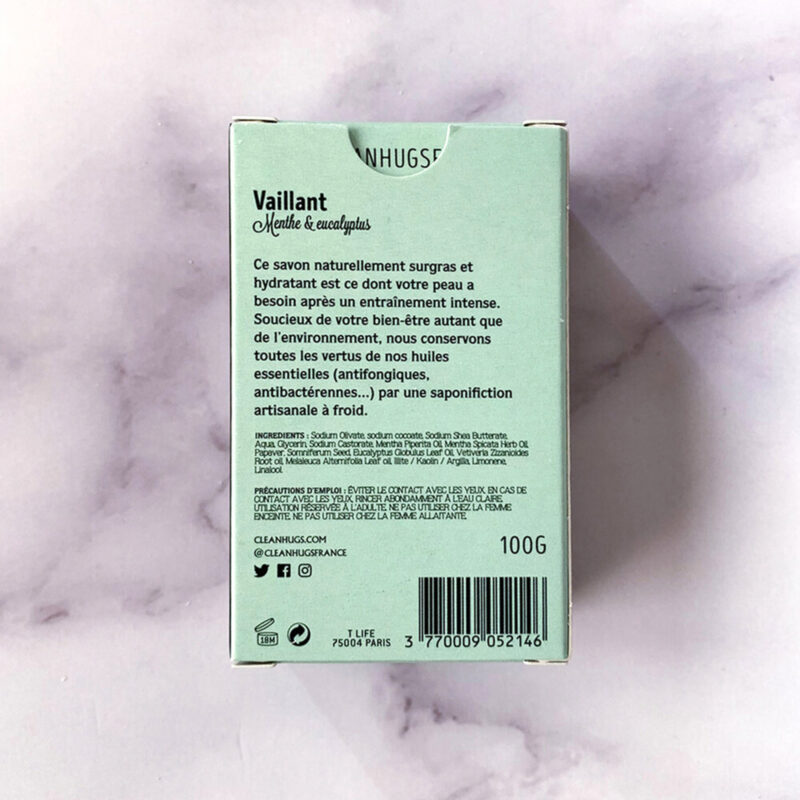 EANHUGSF
Vaillant
Menthe & eucalyptus
Ce savon naturellement surgras et
hydratant est ce dont votre peau a
besoin après un entraînement intense.
Soucieux de votre bien-être autant que
de l'environnement, nous conservons
toutes les vertus de nos huiles
essentielles (antifongiques,
antibactérennes...) par une saponifiction
artisanale à froid.
INGREDIENTS : Sodium Olivate, sodium cocoate, Sodium Shea Butterate,
Aqua, Glycerin, Sodium Castorate, Mentha Piperita Oil, Mentha Spicata Herb Oil,
Papaver, Somniferum Seed, Eucalyptus Globulus Leaf Oil, Vetiveria Zizzanioides
Root oil, Melaleuca Alternifolia Leaf oil, Illite / Kaolin / Argilla, Limonene,
Linalool.
PRÉCAUTIONS D'EMPLOI : ÉVITER LE CONTACT AVEC LES YEUX. EN CAS DE
CONTACT AVEC LES YEUX, RINCER ABONDAMMENT À L'EAU CLAIRE.
UTILISATION RÉSERVÉE À L'ADULTE. NE PAS UTILISER CHEZ LA FEMME
ENCEINTE. NE PAS UTILISER CHEZ LA FEMME ALLAITANTE.
CLEANHUGS.COM
@CLEANHUGSFRANCE
100G
18M
T LIFE
75004 PARIS
3 770009 052146